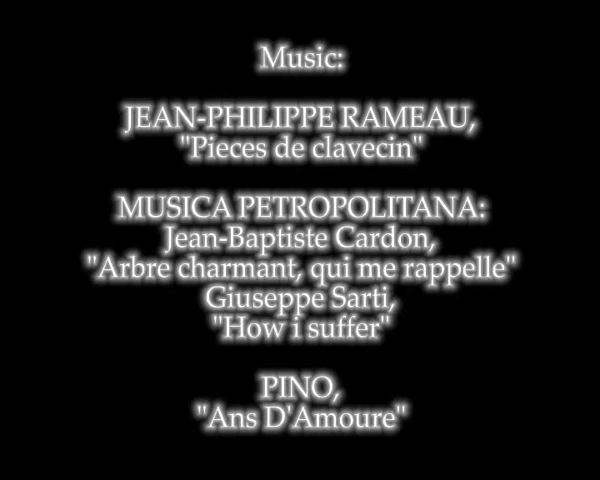 Music:
JEAN-PHILIPPE RAMEAU,
"Pieces de clavecin"
MUSICA PETROPOLITANA:
Jean-Baptiste Cardon,
"Arbre charmant, qui me rappelle"
Giuseppe Sarti,
"How i suffer"
PINO,
"Ans D'Amoure"